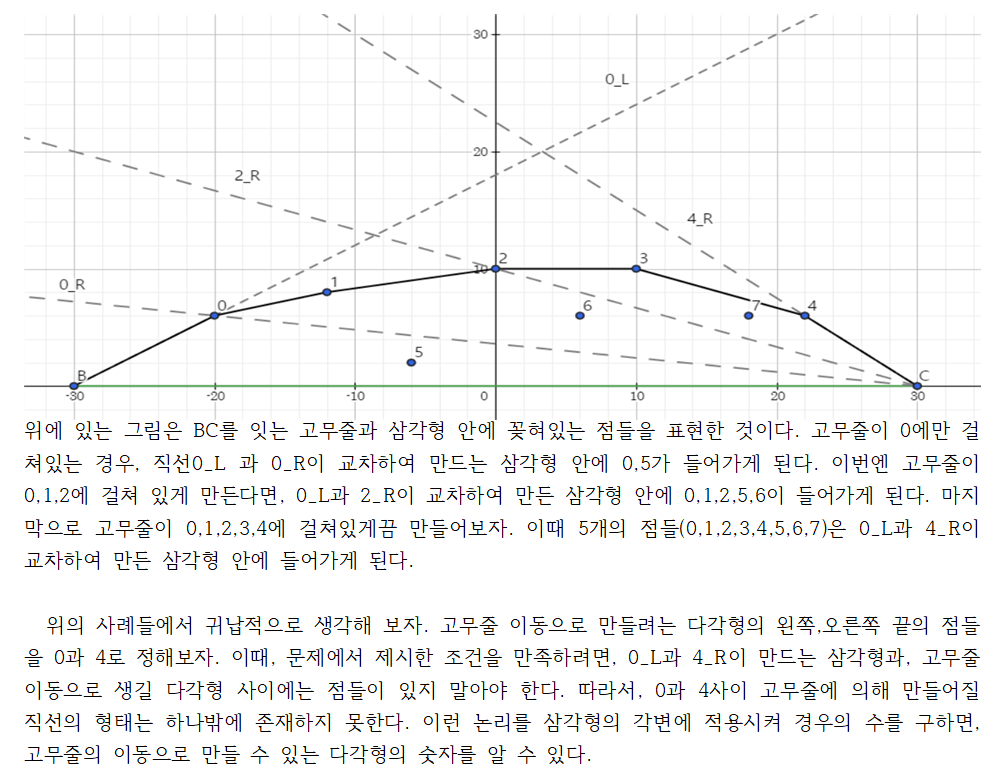 30
0_L
20
2_R
4_R
10
2
3
0_R
1
0
6
7
4
5
B
C
-30
-20
-10
0
10
20
30
위에 있는 그림은 BC를 잇는 고무줄과 삼각형 안에 꽂혀있는 점들을 표현한 것이다. 고무줄이 0에만 걸
쳐있는 경우, 직선0_L 과 0_R이 교차하여 만드는 삼각형 안에 0,5가 들어가게 된다. 이번엔 고무줄이
0,1,2에 걸쳐 있게 만든다면, 0_L과 2_R이 교차하여 만든 삼각형 안에 0,1,2,5,6이 들어가게 된다. 마지
막으로 고무줄이 0,1,2,3,4에 걸쳐있게끔 만들어보자. 이때 5개의 점들(0,1,2,3,4,5,6,7)은 0_L과 4_R이
교차하여 만든 삼각형 안에 들어가게 된다.
위의 사례들에서 귀납적으로 생각해 보자. 고무줄 이동으로 만들려는 다각형의 왼쪽,오른쪽 끝의 점들
을 0과 4로 정해보자. 이때, 문제에서 제시한 조건을 만족하려면, 0_L과 4_R이 만드는 삼각형과, 고무줄
이동으로 생길 다각형 사이에는 점들이 있지 말아야 한다. 따라서, 0과 4사이 고무줄에 의해 만들어질
직선의 형태는 하나밖에 존재하지 못한다. 이런 논리를 삼각형의 각변에 적용시켜 경우의 수를 구하면,
고무줄의 이동으로 만들 수 있는 다각형의 숫자를 알 수 있다.